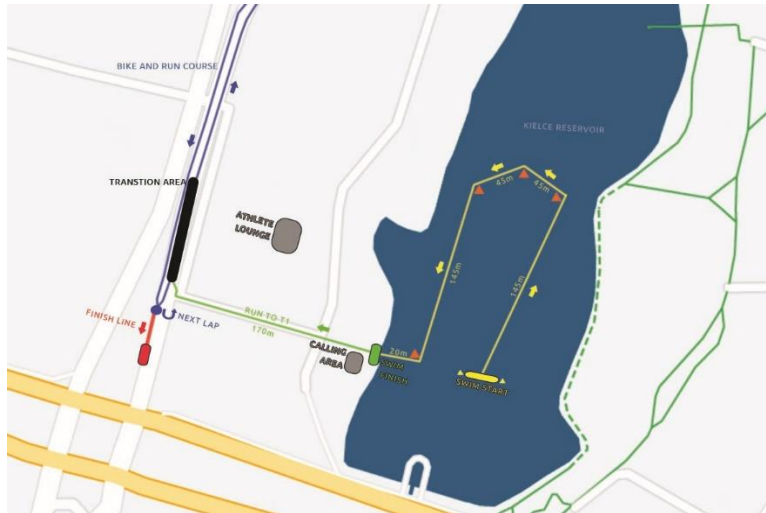 BIKE AND RUN COURSE
KIELCE RESERVOIR
TRANSTION AREA
45m
45m
ATHLETE
LOUNGE
145m
145m
RUN TO T1
170m
FINISH LINE
NEXT LAP
CALLING
AREA
20m
SWIM
FINISH
SWIM START